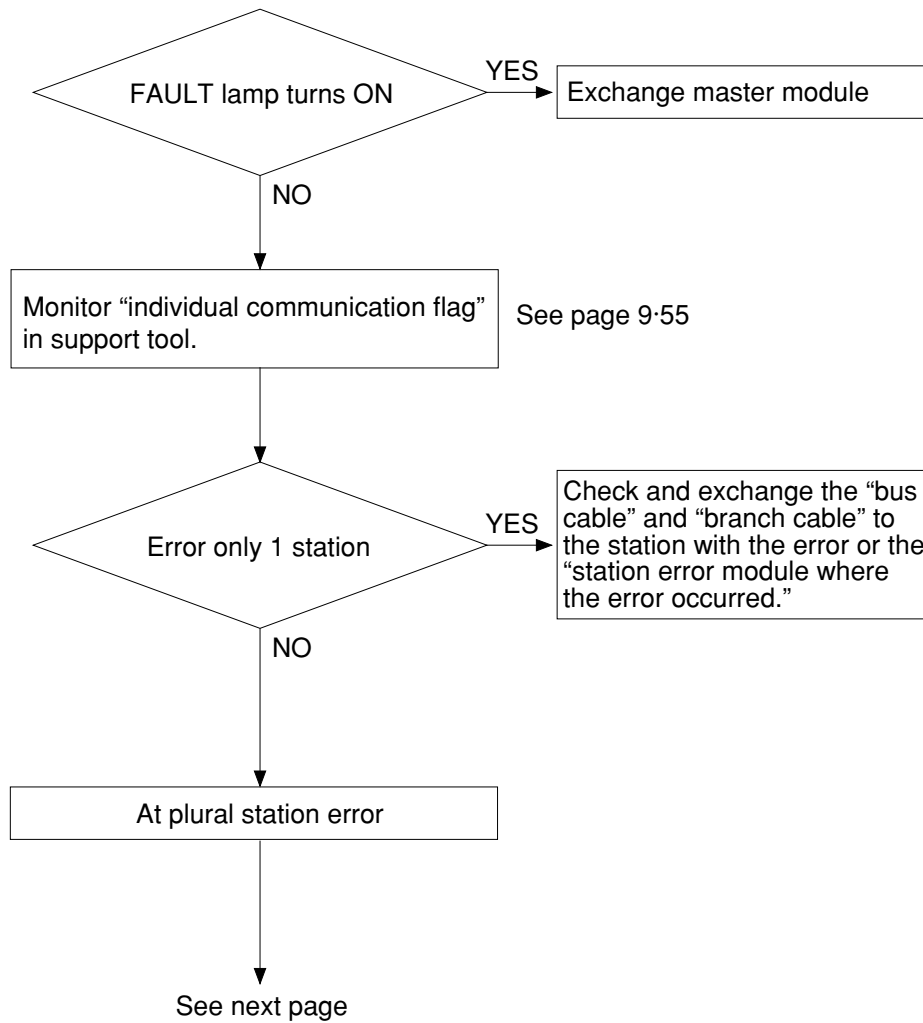 FAULT lamp turns ON
YES
Exchange master module
NO
Monitor “individual communication flag”
in support tool.
See page 9·55
Error only 1 station
YES
Check and exchange the “bus
cable” and “branch cable” to
the station with the error or the
“station error module where
the error occurred.”
NO
At plural station error
See next page